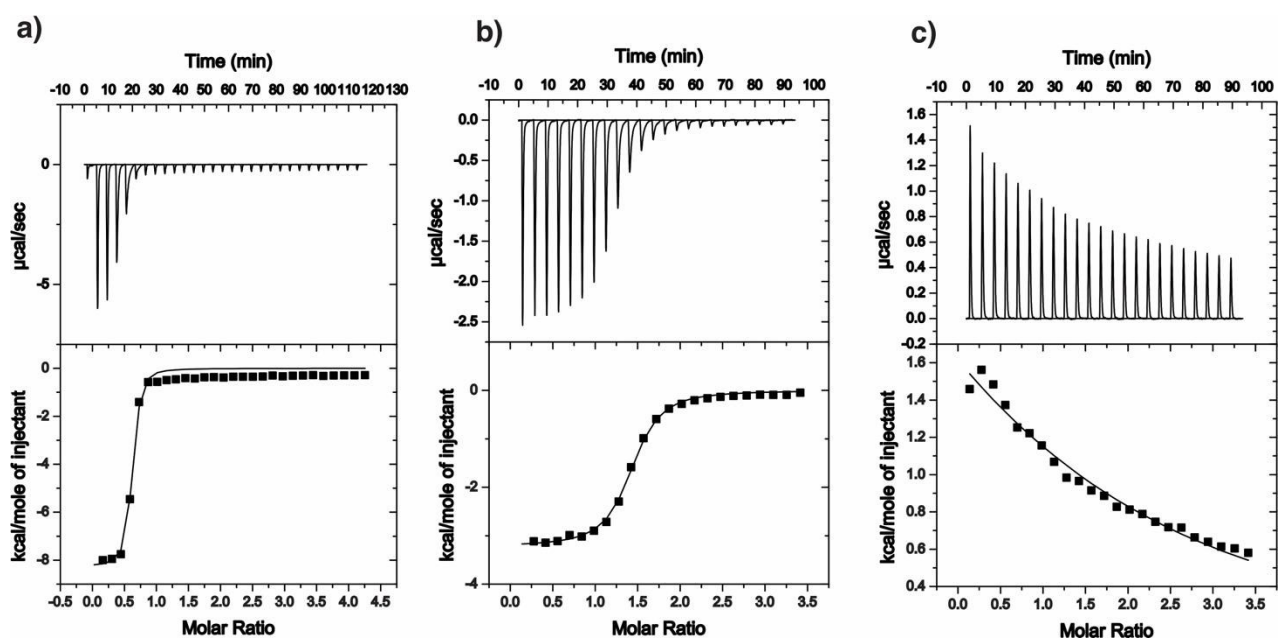 a)
Time (min)
-10 0 10 20 30 40 50 60 70 80 90 100 110 120 130
0
-5
µcal/sec
0
-2
-4
-6
-8
kcal/mole of injectant
-0.5 0.0 0.5 1.0 1.5 2.0 2.5 3.0 3.5 4.0 4.5
Molar Ratio
b)
Time (min)
-10 0 10 20 30 40 50 60 70 80 90 100
0.0
-0.5
-1.0
-1.5
-2.0
-2.5
µcal/sec
0
-2
-4
kcal/mole of injectant
0.0 0.5 1.0 1.5 2.0 2.5 3.0 3.5
Molar Ratio
c)
Time (min)
-10 0 10 20 30 40 50 60 70 80 90 100
1.6
1.4
1.2
1.0
0.8
0.6
0.4
0.2
0.0
-0.2
µcal/sec
1.6
1.4
1.2
1.0
0.8
0.6
0.4
kcal/mole of injectant
0.0 0.5 1.0 1.5 2.0 2.5 3.0 3.5
Molar Ratio